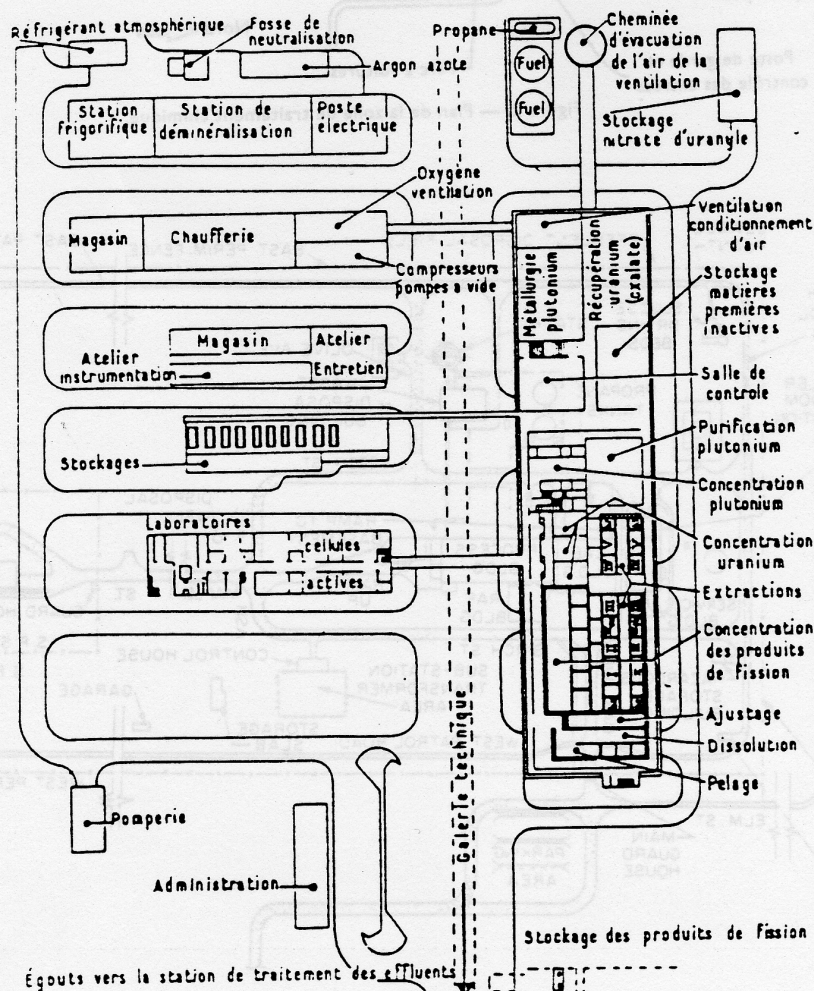 Réfrigérant atmosphérique
Fosse de
neutralisation
Argon azote
Propane
Fuel
Fuel
Cheminée
d'évacuation
de l'air de la
ventilation
Stockage
nitrate d'uranyle
Station
frigorifique
Station de
déminéralisation
Poste
électrique
Oxygène
ventilation
Magasin
Chaufferie
Compresseurs
pompes a vide
Métallurgie
plutonium
Récupération
uranium
(oxalate)
Ventilation
conditionnement
d'air
Stockage
matières
premières
inactives
Magasin
Atelier
Atelier
instrumentation
Entretien
Salle de
controle
Stockages
Purification
plutonium
Concentration
plutonium
Laboratoires
cellules
actives
Concentration
uranium
Extractions
Concentration
des produits
de fission
Ajustage
Dissolution
Pelage
Galerie technique
Pomperie
Administration
Stockage des produits de fission
Égouts vers la station de traitement des effluents